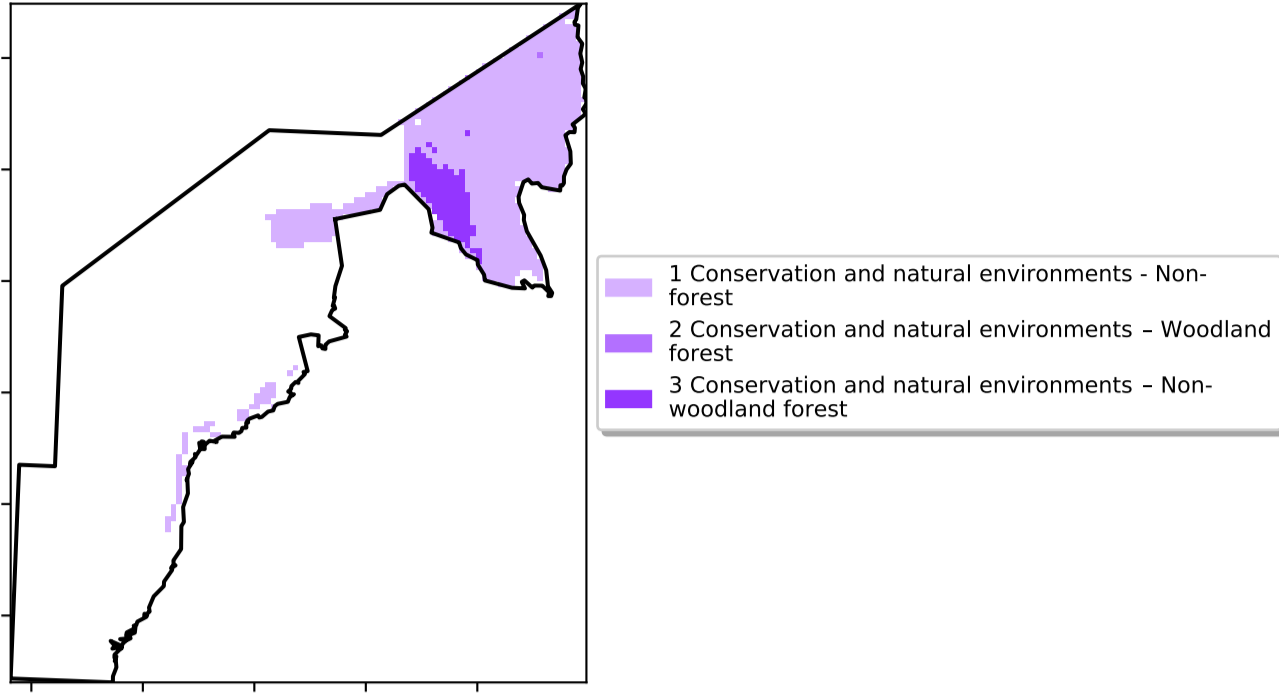 1 Conservation and natural environments - Non-
forest
2 Conservation and natural environments – Woodland
forest
3 Conservation and natural environments – Non-
woodland forest